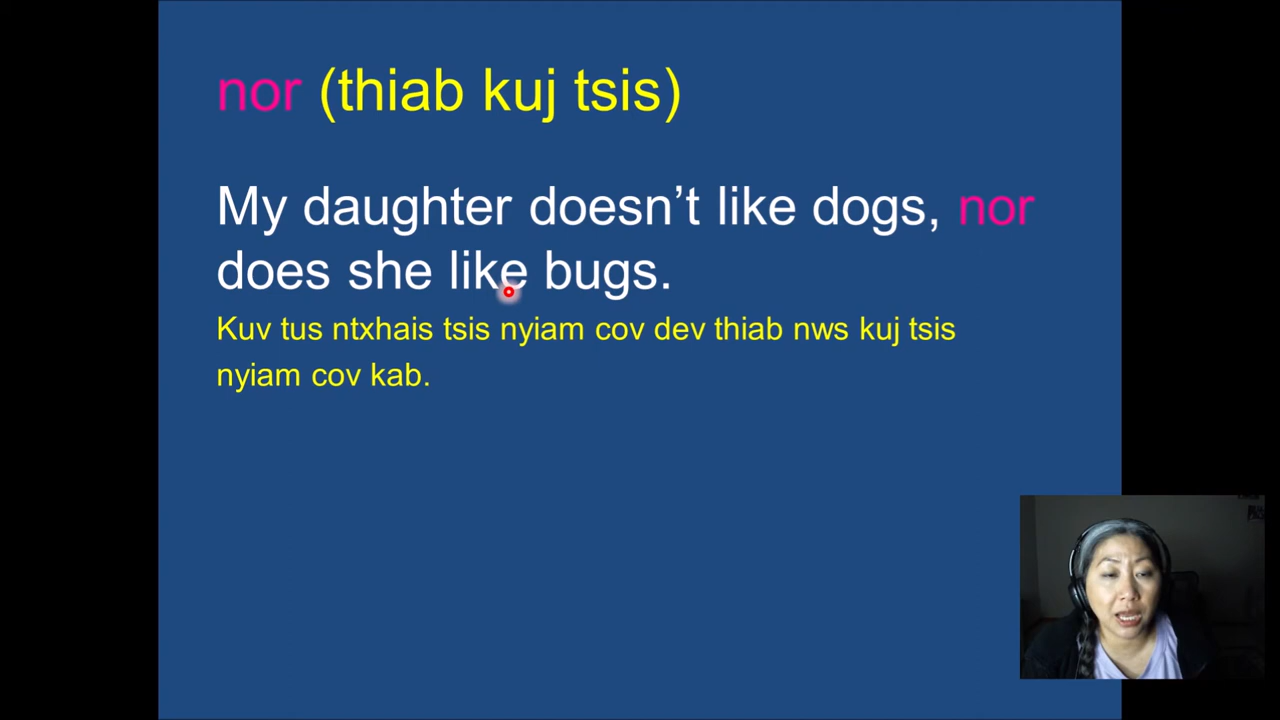 nor (thiab kuj tsis)
My daughter doesn’t like dogs, nor
does she like bugs.
Kuv tus ntxhais tsis nyiam cov dev thiab nws kuj tsis
nyiam cov kab.